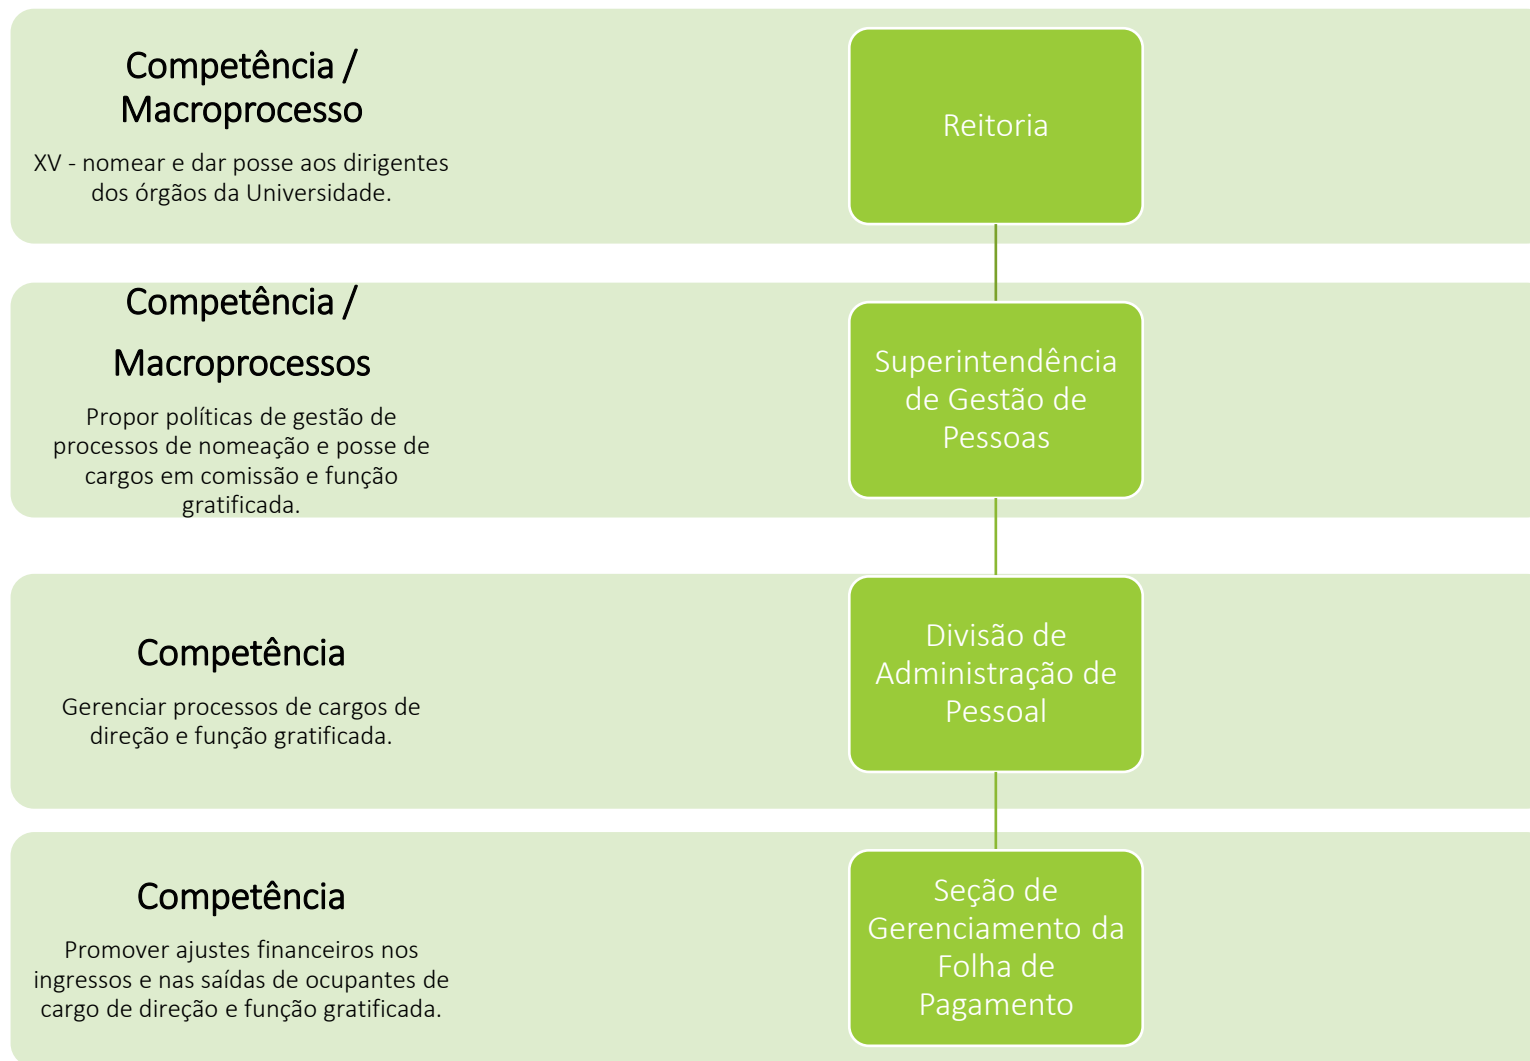 Competência /
Macroprocesso
XV - nomear e dar posse aos dirigentes
dos órgãos da Universidade.
Reitoria
Competência /
Macroprocessos
Propor políticas de gestão de
processos de nomeação e posse de
cargos em comissão e função
gratificada.
Superintendência
de Gestão de
Pessoas
Competência
Gerenciar processos de cargos de
direção e função gratificada.
Divisão de
Administração de
Pessoal
Competência
Promover ajustes financeiros nos
ingressos e nas saídas de ocupantes de
cargo de direção e função gratificada.
Seção de
Gerenciamento da
Folha de
Pagamento